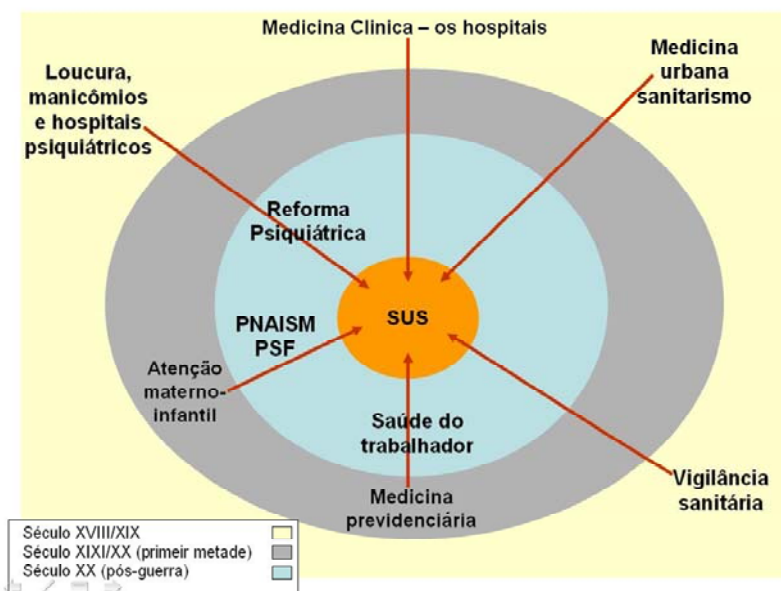 Medicina Clinica – os hospitais
Loucura,
manicômios
e hospitais
psiquiátricos
Medicina
urbana
sanitarismo
Reforma
Psiquiátrica
SUS
PNAISM
PSF
Atenção
materno-
infantil
Saúde do
trabalhador
Medicina
previdenciária
Vigilância
sanitária
Século XVIII/XIX
Século XIXI/XX (primeir metade)
Século XX (pós-guerra)